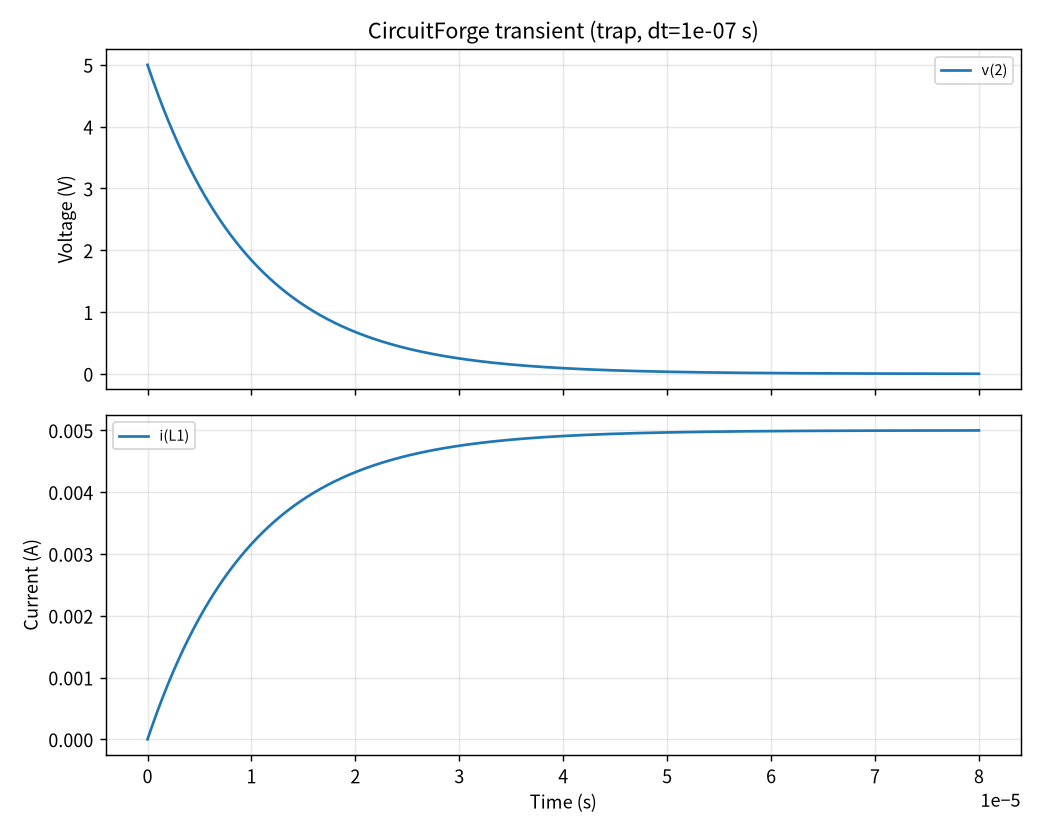 CircuitForge transient (trap, dt=1e-07 s)
5
4
3
2
1
0
Voltage (V)
v(2)
0.005
0.004
0.003
0.002
0.001
0.000
Current (A)
i(L1)
0 1 2 3 4 5 6 7 8
1e−5
Time (s)